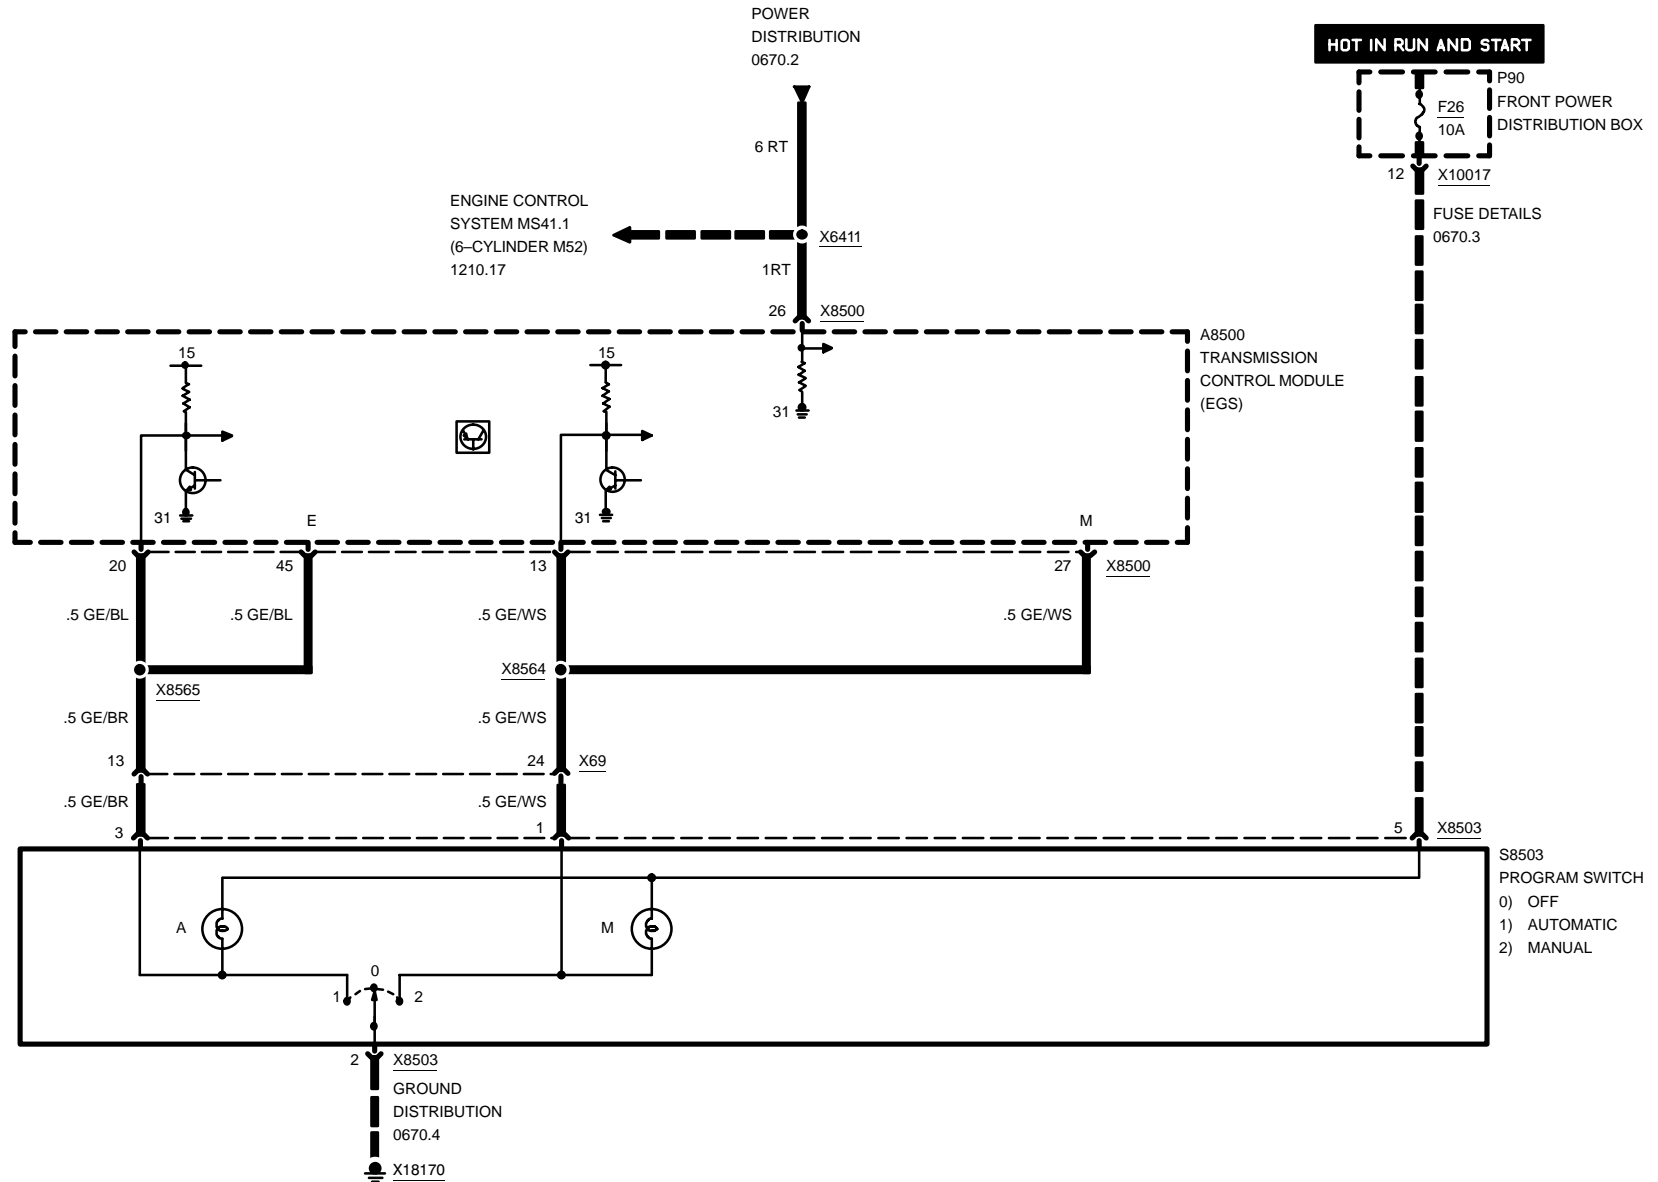 POWER
DISTRIBUTION
0670.2
HOT IN RUN AND START
P90
FRONT POWER
DISTRIBUTION BOX
F26
10A
12 X10017
FUSE DETAILS
0670.3
6 RT
ENGINE CONTROL
SYSTEM MS41.1
(6–CYLINDER M52)
1210.17
X6411
1RT
26 X8500
A8500
TRANSMISSION
CONTROL MODULE
(EGS)
15
15
31
31
31
E
M
20
45
13
27 X8500
.5 GE/BL
.5 GE/BL
.5 GE/WS
.5 GE/WS
X8565
X8564
.5 GE/BR
.5 GE/WS
13
24 X69
.5 GE/BR
.5 GE/WS
3
1
5 X8503
S8503
PROGRAM SWITCH
0) OFF
1) AUTOMATIC
2) MANUAL
A
M
0
1
2
2 X8503
GROUND
DISTRIBUTION
0670.4
X18170